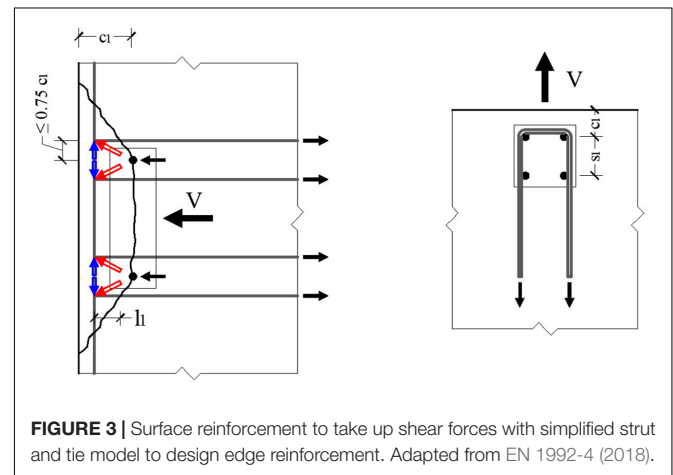 c1
≤ 0.75 c1
V
l1
V
c1
s1
FIGURE 3 | Surface reinforcement to take up shear forces with simplified strut
and tie model to design edge reinforcement. Adapted from EN 1992-4 (2018).